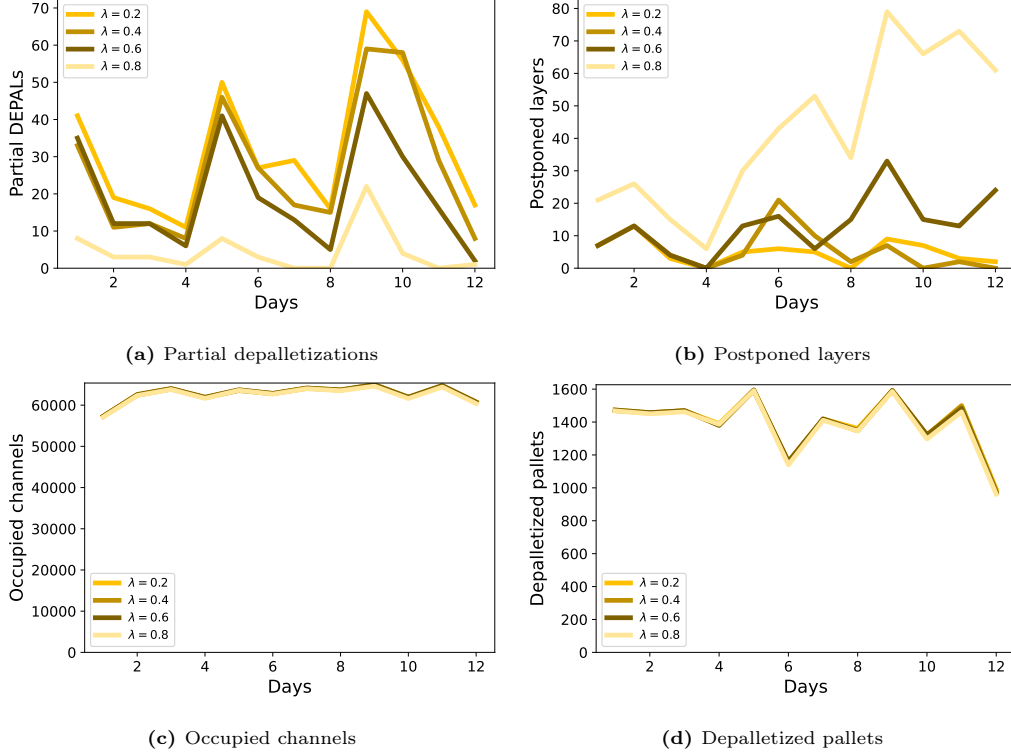 70
60
50
40
30
20
10
0
Partial DEPALs
λ = 0.2
λ = 0.4
λ = 0.6
λ = 0.8
2 4 6 8 10 12
Days
(a) Partial depalletizations
80
70
60
50
40
30
20
10
0
Postponed layers
λ = 0.2
λ = 0.4
λ = 0.6
λ = 0.8
2 4 6 8 10 12
Days
(b) Postponed layers
60000
50000
40000
30000
20000
10000
0
Occupied channels
λ = 0.2
λ = 0.4
λ = 0.6
λ = 0.8
2 4 6 8 10 12
Days
(c) Occupied channels
1600
1400
1200
1000
800
600
400
200
0
Depalletized pallets
λ = 0.2
λ = 0.4
λ = 0.6
λ = 0.8
2 4 6 8 10 12
Days
(d) Depalletized pallets